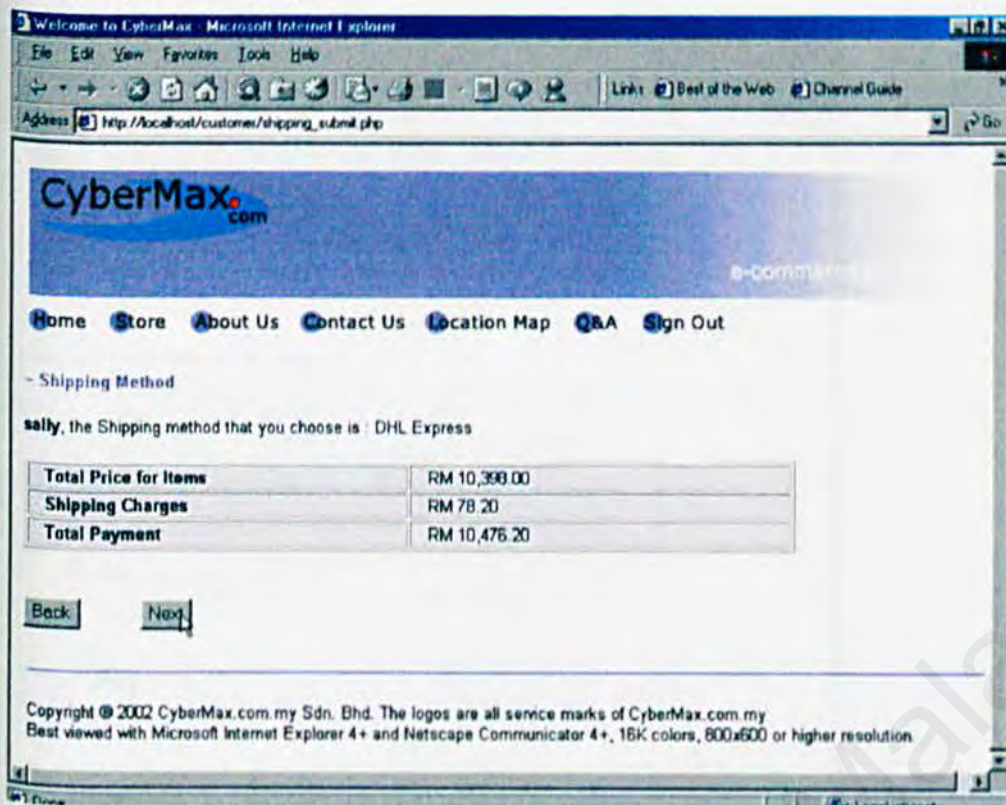 Welcome to CyberMax - Microsoft Internet Explorer
File Edit View Favorites Tools Help
Links Best of the Web Channel Guide
Address http://localhost/customer/shipping_submit.php Go
CyberMax.com
Home Store About Us Contact Us Location Map Q&A Sign Out
- Shipping Method
sally, the Shipping method that you choose is : DHL Express
Total Price for Items RM 10,398.00
Shipping Charges RM 78.20
Total Payment RM 10,476.20
Back Next
Copyright © 2002 CyberMax.com.my Sdn. Bhd. The logos are all service marks of CyberMax.com.my
Best viewed with Microsoft Internet Explorer 4+ and Netscape Communicator 4+, 16K colors, 800x600 or higher resolution